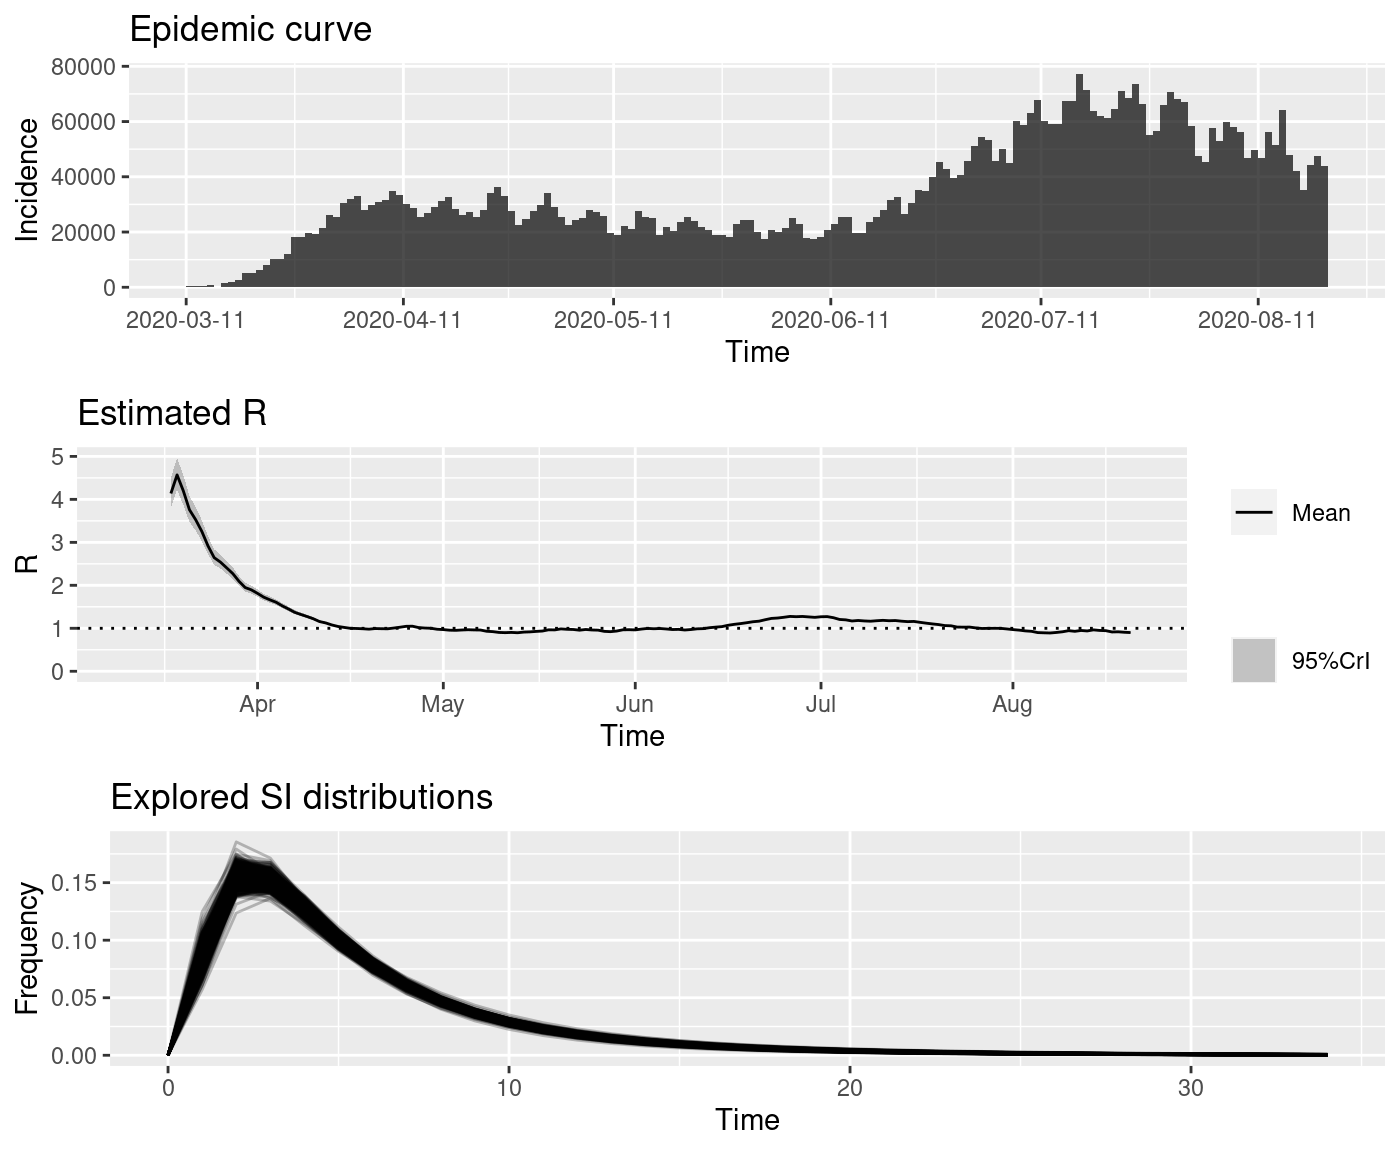 Epidemic curve
80000
60000
40000
20000
0
Incidence
2020-03-11 2020-04-11 2020-05-11 2020-06-11 2020-07-11 2020-08-11
Time
Estimated R
5
4
3
2
1
0
R
Apr May Jun Jul Aug
Time
Mean
95%CrI
Explored SI distributions
0.15
0.10
0.05
0.00
Frequency
0 10 20 30
Time